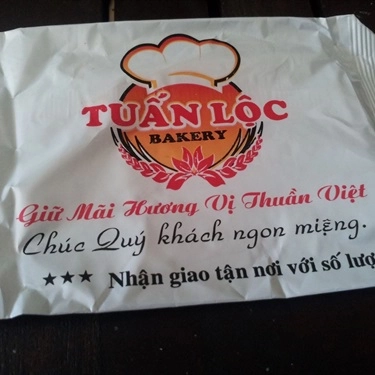 TUẤN LỘC
BAKERY
Giữ Mãi Hương Vị Thuần Việt
Chúc Quý khách ngon miệng.
★★★ Nhận giao tận nơi với số